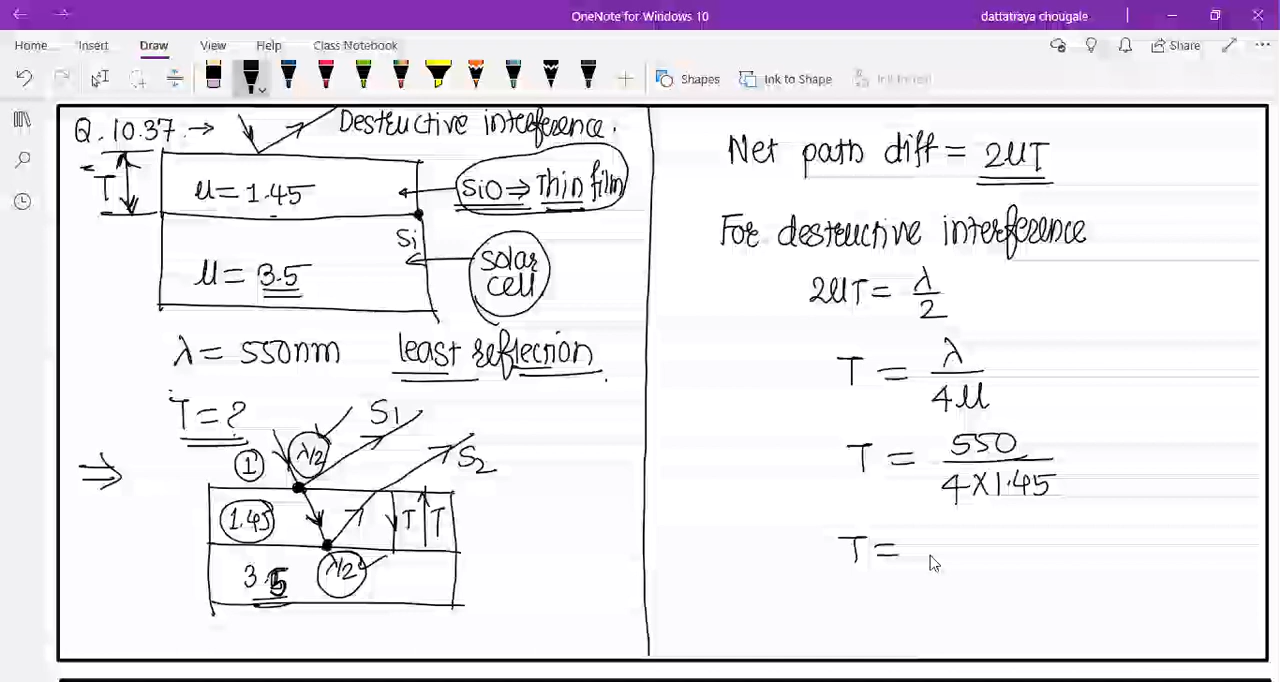 OneNote for Windows 10
dattatraya chougale
Home Insert Draw View Help Class Notebook
Share
Shapes Ink to Shape
Q. 10.37 → Destructive inteference.
T
μ = 1.45
SiO ⇒ Thin film
Si
μ = 3.5
solar cell
λ = 550nm least reflection
T = ?
⇒
1
λ/2
S1
S2
1.45
T T
3.5
λ/2
Net path diff = 2μT
For destructive interference
2μT = λ/2
T = λ/4μ
T = 550/4×1.45
T =